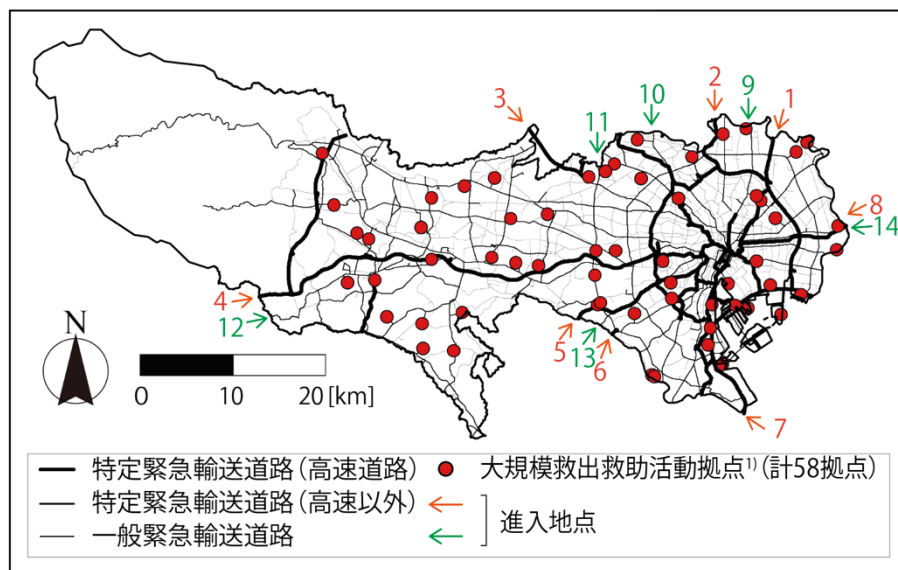 2
9
1
3
10
11
8
14
4
12
5
13
6
7
N
0
10
20 [km]
特定緊急輸送道路(高速道路)
大規模救出救助活動拠点¹⁾(計58拠点)
特定緊急輸送道路(高速以外)
進入地点
一般緊急輸送道路